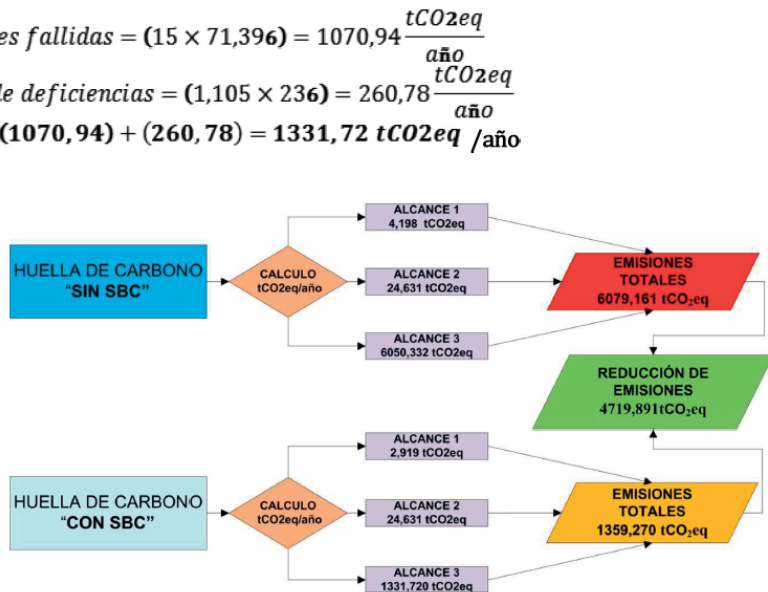 es fallidas = (15 × 71,396) = 1070,94 tCO2eq/año
le deficiencias = (1,105 × 236) = 260,78 tCO2eq/año
(1070,94) + (260,78) = 1331,72 tCO2eq /año
ALCANCE 1
4,198 tCO2eq
HUELLA DE CARBONO
“SIN SBC”
CALCULO
tCO2eq/año
ALCANCE 2
24,631 tCO2eq
EMISIONES
TOTALES
6079,161 tCO₂eq
ALCANCE 3
6050,332 tCO2eq
REDUCCIÓN DE
EMISIONES
4719,891tCO₂eq
ALCANCE 1
2,919 tCO2eq
HUELLA DE CARBONO
“CON SBC”
CALCULO
tCO2eq/año
ALCANCE 2
24,631 tCO2eq
EMISIONES
TOTALES
1359,270 tCO₂eq
ALCANCE 3
1331,720 tCO2eq